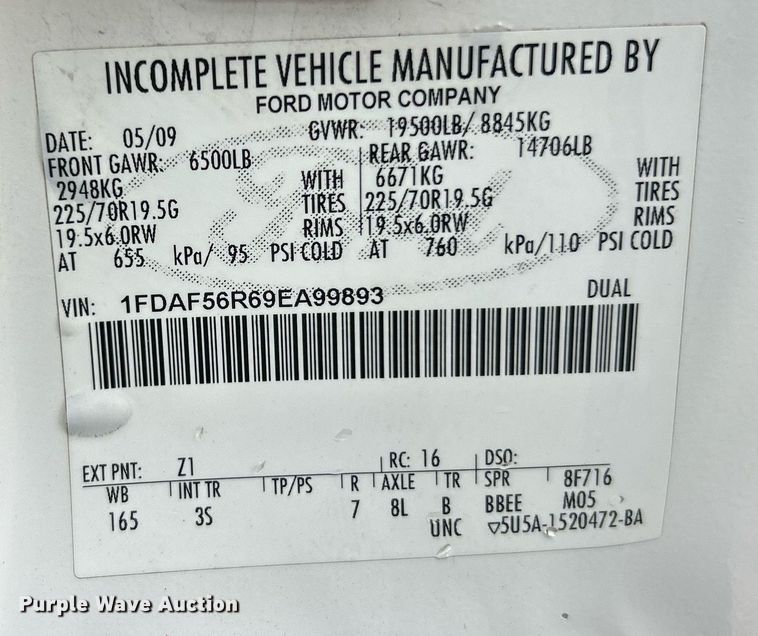 INCOMPLETE VEHICLE MANUFACTURED BY
FORD MOTOR COMPANY
DATE: 05/09 GVWR: 19500LB/ 8845KG
FRONT GAWR: 6500LB REAR GAWR: 14706LB
2948KG WITH 6671KG WITH
225/70R19.5G TIRES 225/70R19.5G TIRES
19.5x6.0RW RIMS 19.5x6.0RW RIMS
AT 655 kPa/ 95 PSI COLD AT 760 kPa/110 PSI COLD
VIN: 1FDAF56R69EA99893 DUAL
EXT PNT: Z1 RC: 16 DSO:
WB INT TR TP/PS R AXLE TR SPR 8F716
165 3S 7 8L B BBEE M05
UNC ▽5U5A-1520472-BA
Purple Wave Auction